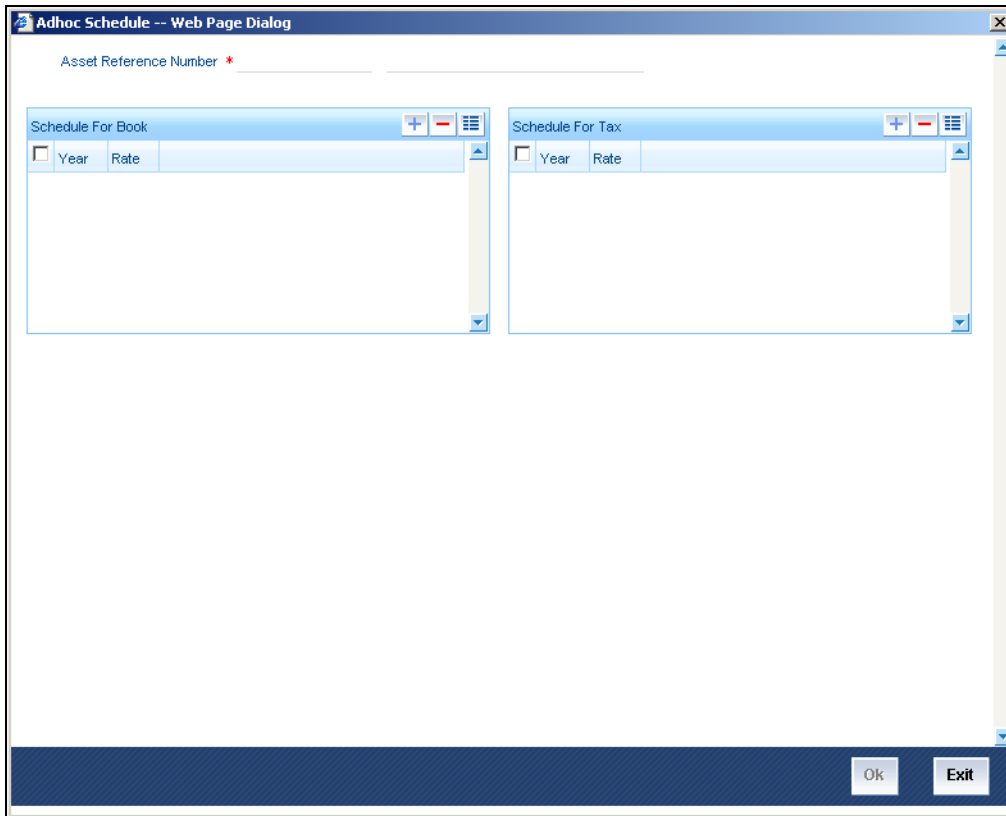 Adhoc Schedule -- Web Page Dialog
Asset Reference Number *
Schedule For Book
Year Rate
Schedule For Tax
Year Rate
Ok Exit